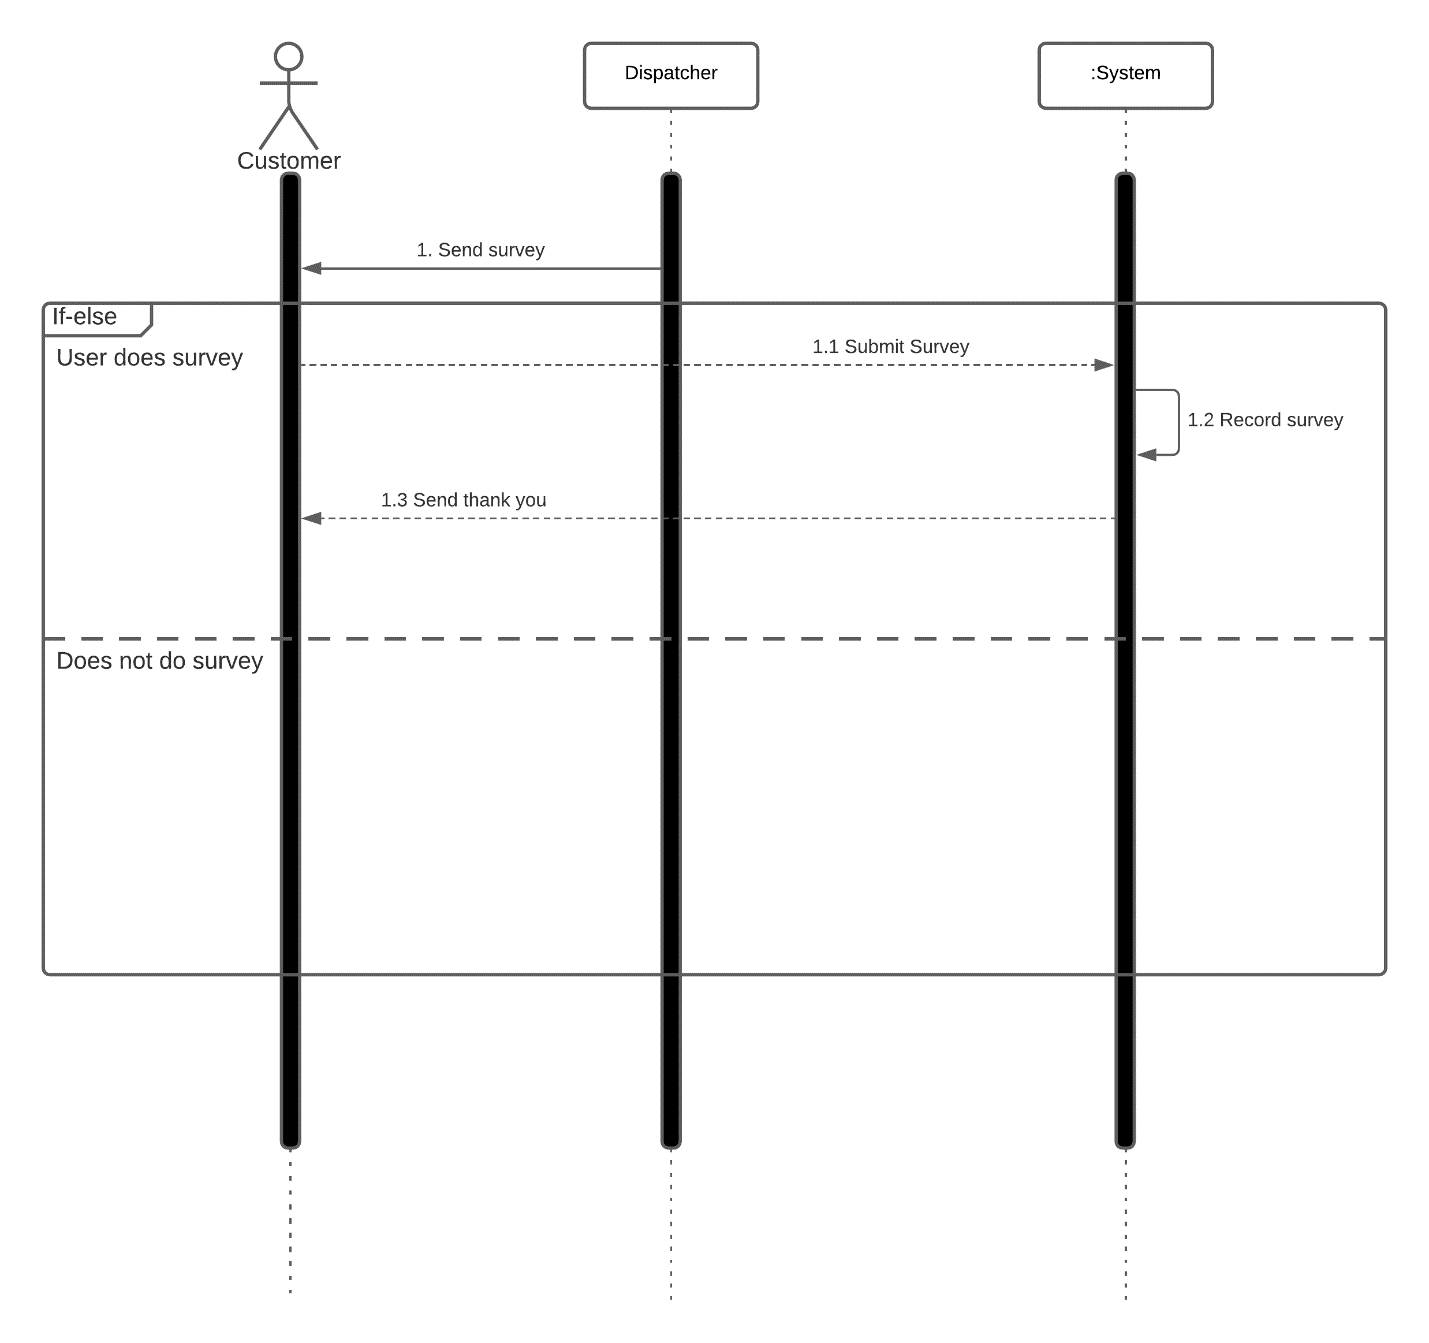 Dispatcher
:System
Customer
1. Send survey
If-else
User does survey
1.1 Submit Survey
1.2 Record survey
1.3 Send thank you
Does not do survey